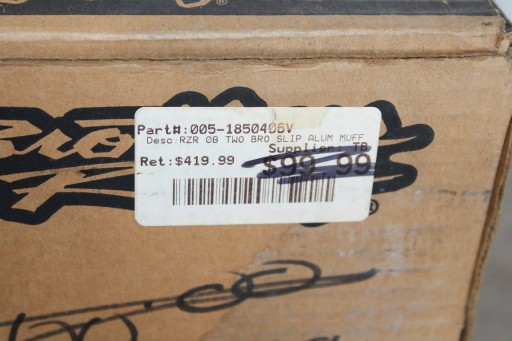 Part#:005-1850406V
Desc:RZR 08 TWO BRO SLIP ALUM MUFF
Supplier: TB
Ret:$419.99
$99.99